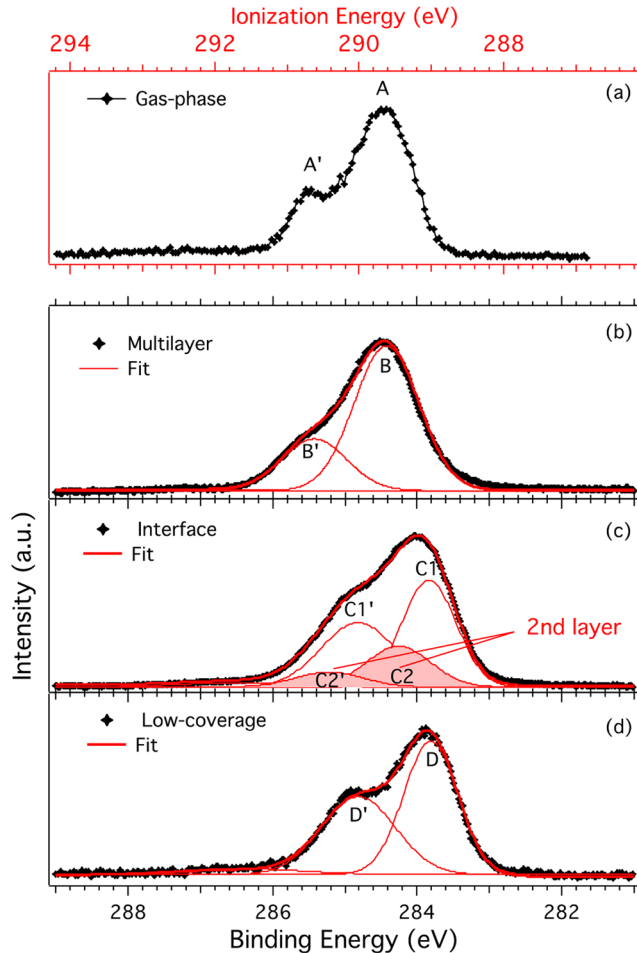 Ionization Energy (eV)
294 292 290 288
Gas-phase
A
(a)
A'
(b)
Multilayer
Fit
B
B'
(c)
Interface
Fit
C1
C1'
2nd layer
C2'
C2
(d)
Low-coverage
Fit
D
D'
Intensity (a.u.)
288 286 284 282
Binding Energy (eV)